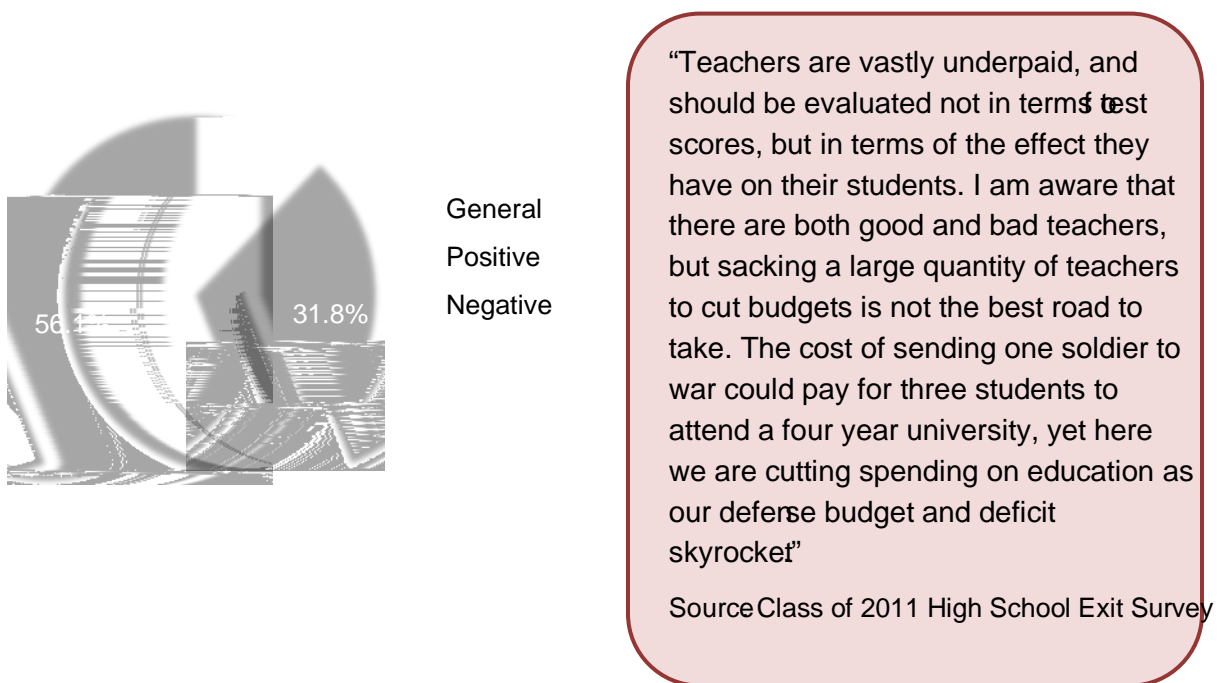 56.1%
31.8%
General
Positive
Negative
“Teachers are vastly underpaid, and
should be evaluated not in terms of test
scores, but in terms of the effect they
have on their students. I am aware that
there are both good and bad teachers,
but sacking a large quantity of teachers
to cut budgets is not the best road to
take. The cost of sending one soldier to
war could pay for three students to
attend a four year university, yet here
we are cutting spending on education as
our defense budget and deficit
skyrocket.”
Source Class of 2011 High School Exit Survey